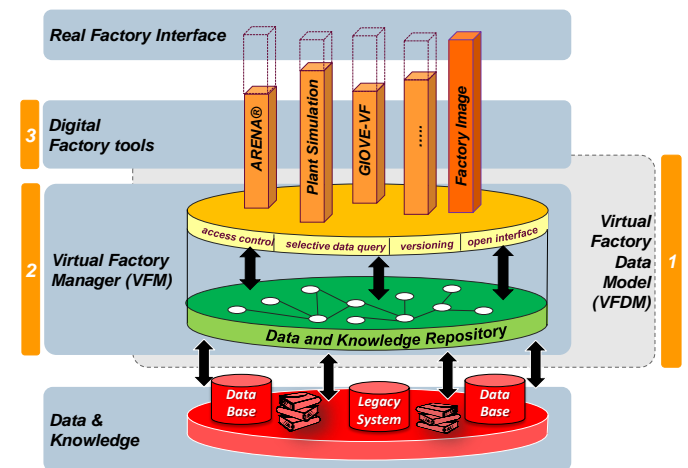 Real Factory Interface
3
Digital
Factory tools
ARENA®
Plant Simulation
GIOVE-VF
.....
Factory Image
2
Virtual Factory
Manager (VFM)
access control
selective data query
versioning
open interface
Data and Knowledge Repository
Virtual
Factory
Data
Model
(VFDM)
1
Data &
Knowledge
Data
Base
Legacy
System
Data
Base